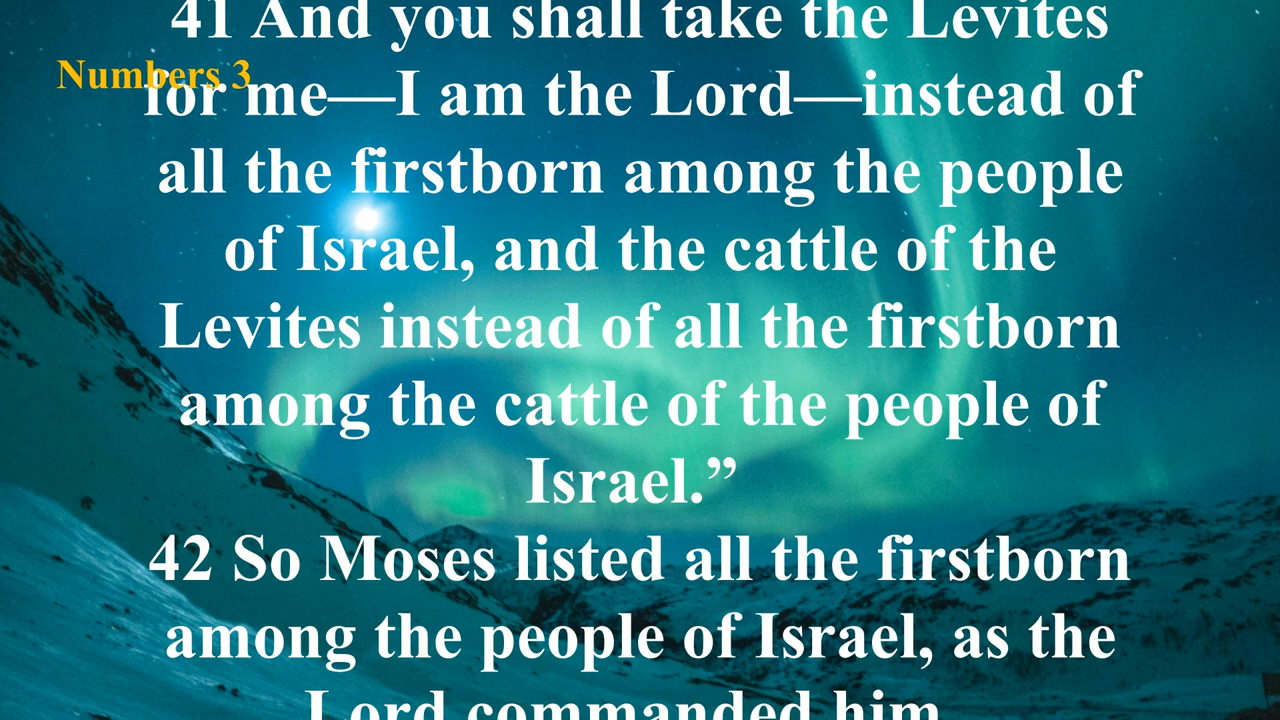 41 And you shall take the Levites
Numbers 3
for me—I am the Lord—instead of
all the firstborn among the people
of Israel, and the cattle of the
Levites instead of all the firstborn
among the cattle of the people of
Israel.”
42 So Moses listed all the firstborn
among the people of Israel, as the
Lord commanded him